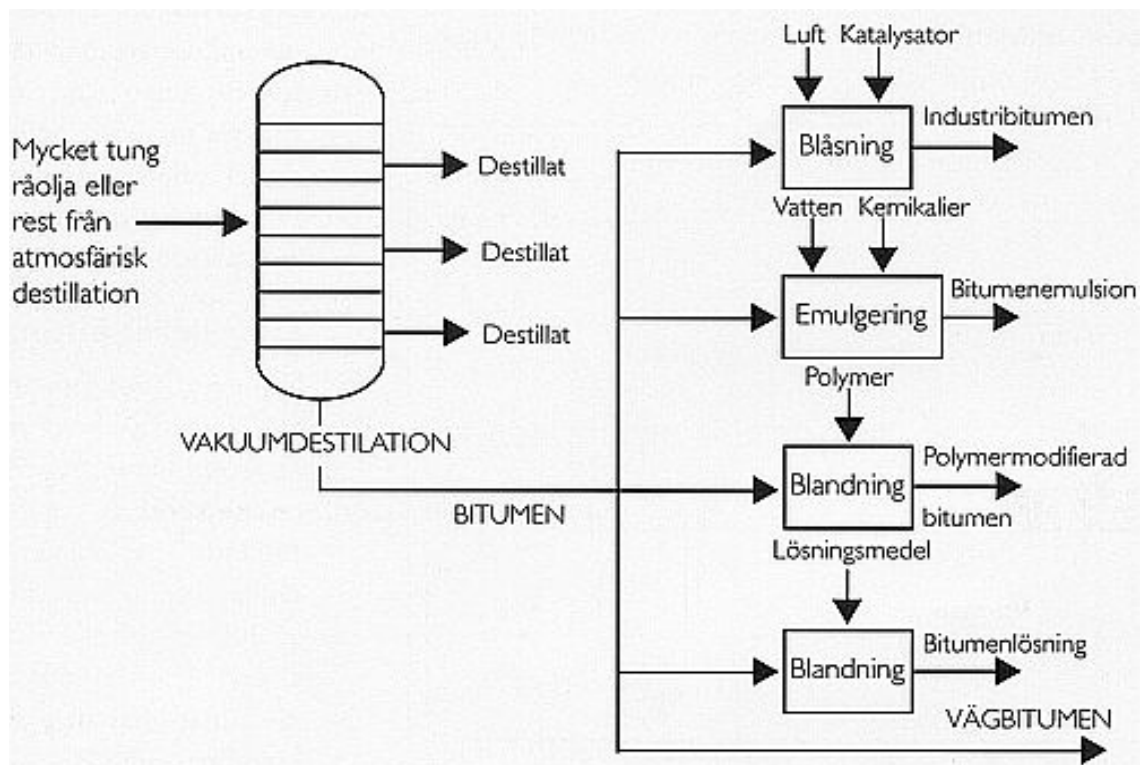 Mycket tung
råolja eller
rest från
atmosfärisk
destillation
Destillat
Destillat
Destillat
VAKUUMDESTILATION
BITUMEN
Luft Katalysator
Blåsning
Industribitumen
Vatten Kemikalier
Emulgering
Bitumenemulsion
Polymer
Blandning
Polymermodifierad
bitumen
Lösningsmedel
Blandning
Bitumenlösning
VÄGBITUMEN